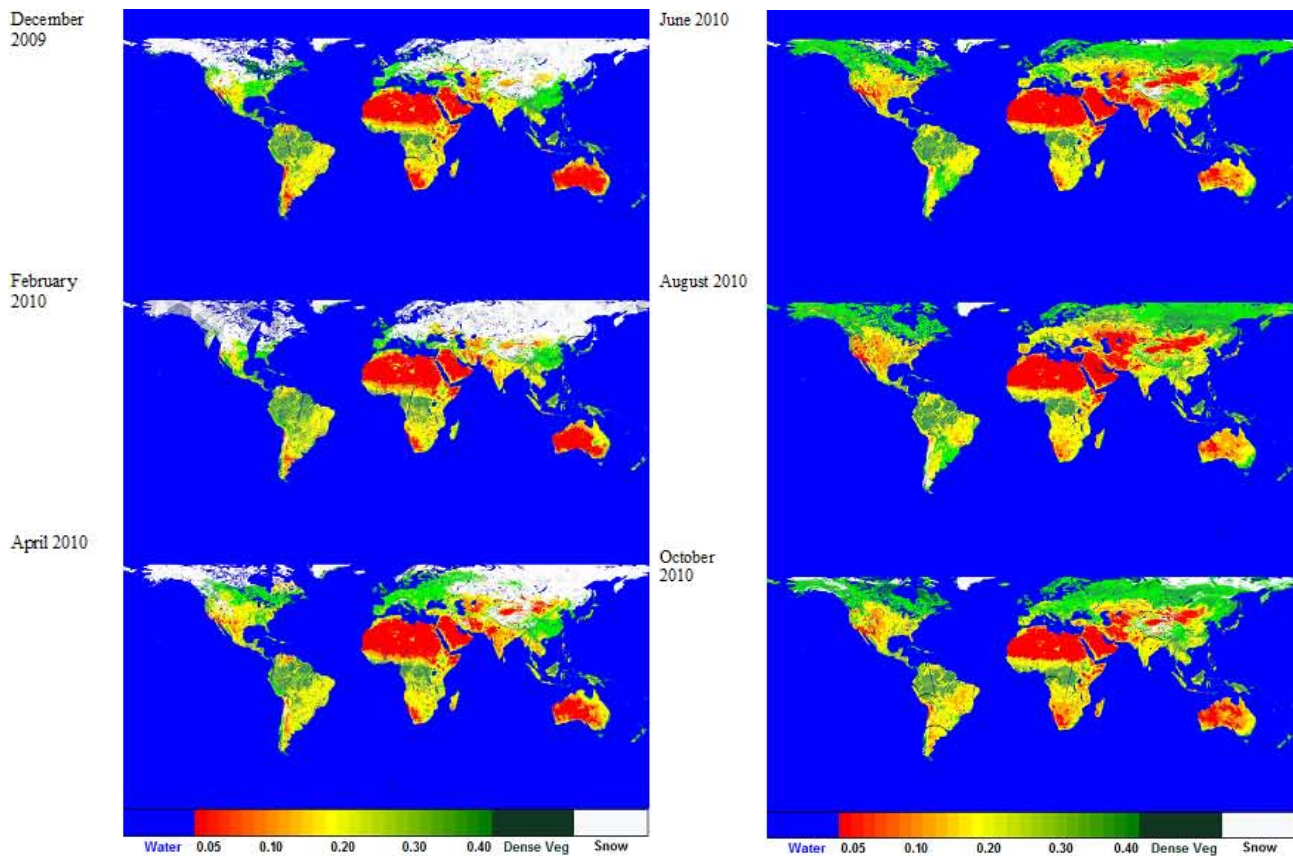 December
2009
June 2010
February
2010
August 2010
April 2010
October
2010
Water 0.05 0.10 0.20 0.30 0.40 Dense Veg Snow
Water 0.05 0.10 0.20 0.30 0.40 Dense Veg Snow